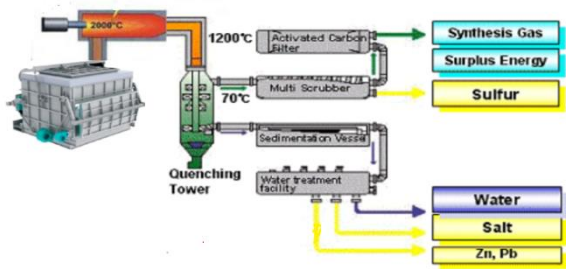 2000℃
1200℃
Activated Carbon
Filter
Synthesis Gas
Surplus Energy
70℃
Multi Scrubber
Sulfur
Sedimentation Vessel
Quenching
Tower
Water treatment
facility
Water
Salt
Zn, Pb